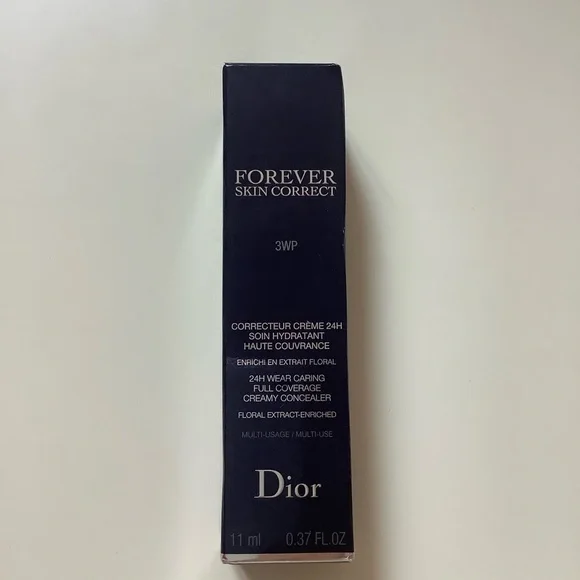 FOREVER
SKIN CORRECT
3WP
CORRECTEUR CRÈME 24H
SOIN HYDRATANT
HAUTE COUVRANCE
ENRICHI EN EXTRAIT FLORAL
24H WEAR CARING
FULL COVERAGE
CREAMY CONCEALER
FLORAL EXTRACT-ENRICHED
MULTI-USAGE / MULTI-USE
Dior
11 ml 0.37 FL.OZ